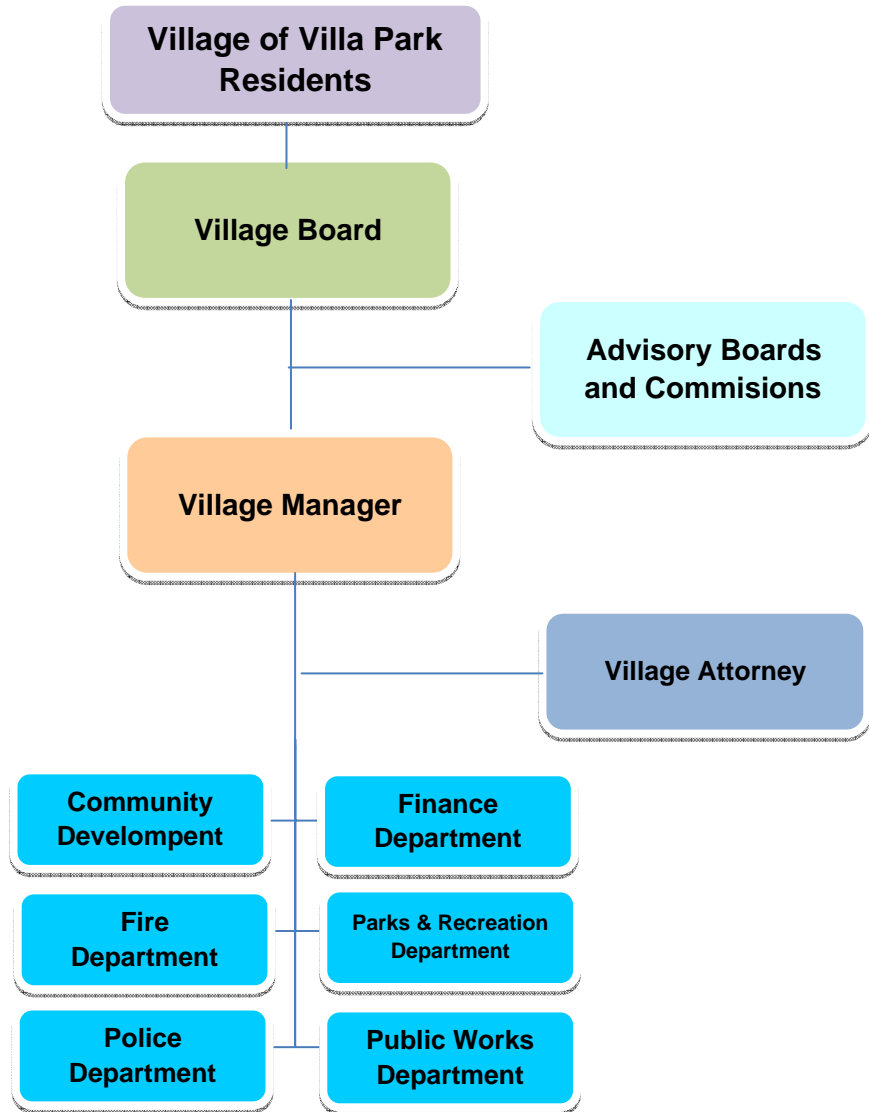 Village of Villa Park
Residents
Village Board
Advisory Boards
and Commisions
Village Manager
Village Attorney
Community
Develompent
Finance
Department
Fire
Department
Parks & Recreation
Department
Police
Department
Public Works
Department